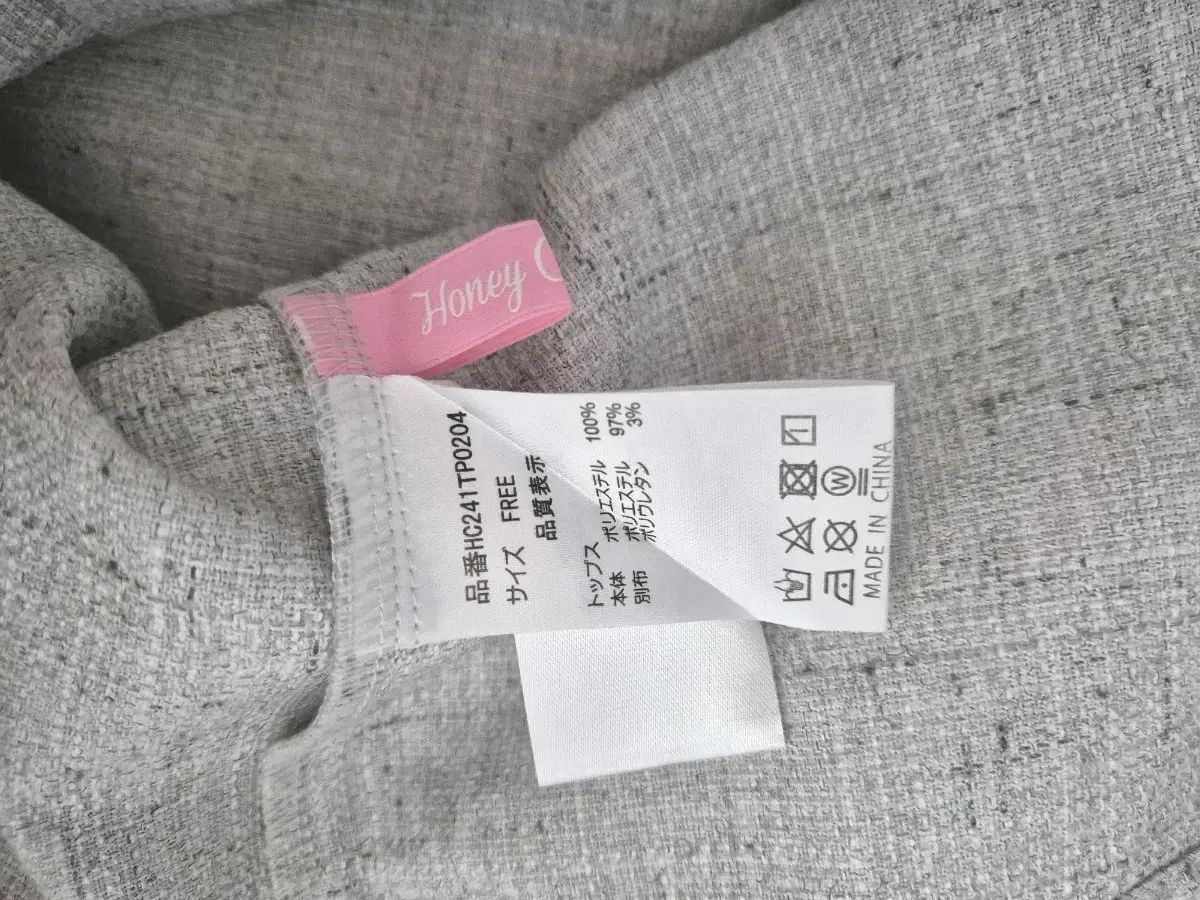 Honey
品番HC241TP0204
サイズ FREE
品質表示
トップス ポリエステル 100%
本体 ポリエステル 97%
別布 ポリウレタン 3%
W
MADE IN CHINA